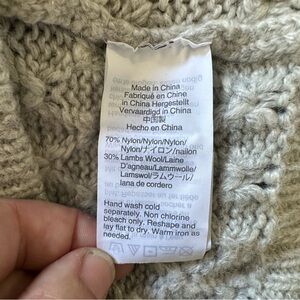 Made in China
Fabriqué en Chine
in China Hergestellt
Vervaardigd in China
中国製
Hecho en China
70% Nylon/Nylon/Nylon/
Nylon/ナイロン/nailon
30% Lambs Wool/Laine
D'agneau/Lammwolle/
Lamswol/ラムウール/
lana de cordero
Hand wash cold
separately. Non chlorine
bleach only. Reshape and
lay flat to dry. Warm iron as
needed.